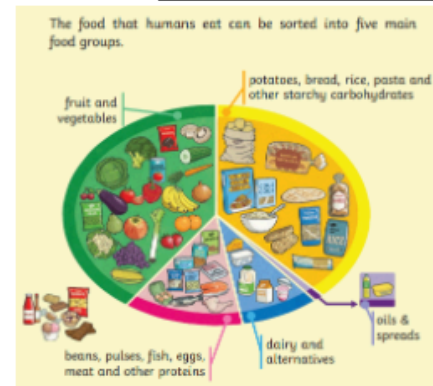 The food that humans eat can be sorted into five main
food groups.
potatoes, bread, rice, pasta and
other starchy carbohydrates
fruit and
vegetables
oils &
spreads
dairy and
alternatives
beans, pulses, fish, eggs,
meat and other proteins